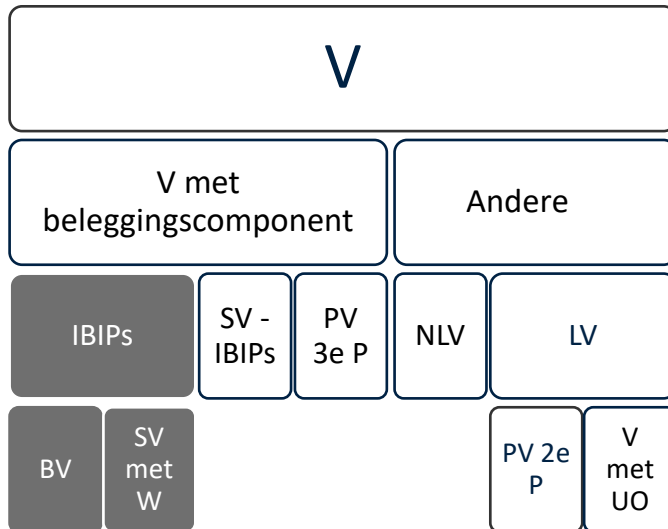 V
V met
beleggingscomponent
Andere
IBIPs
SV -
IBIPs
PV
3e P
NLV
LV
BV
SV
met
W
PV 2e
P
V
met
UO